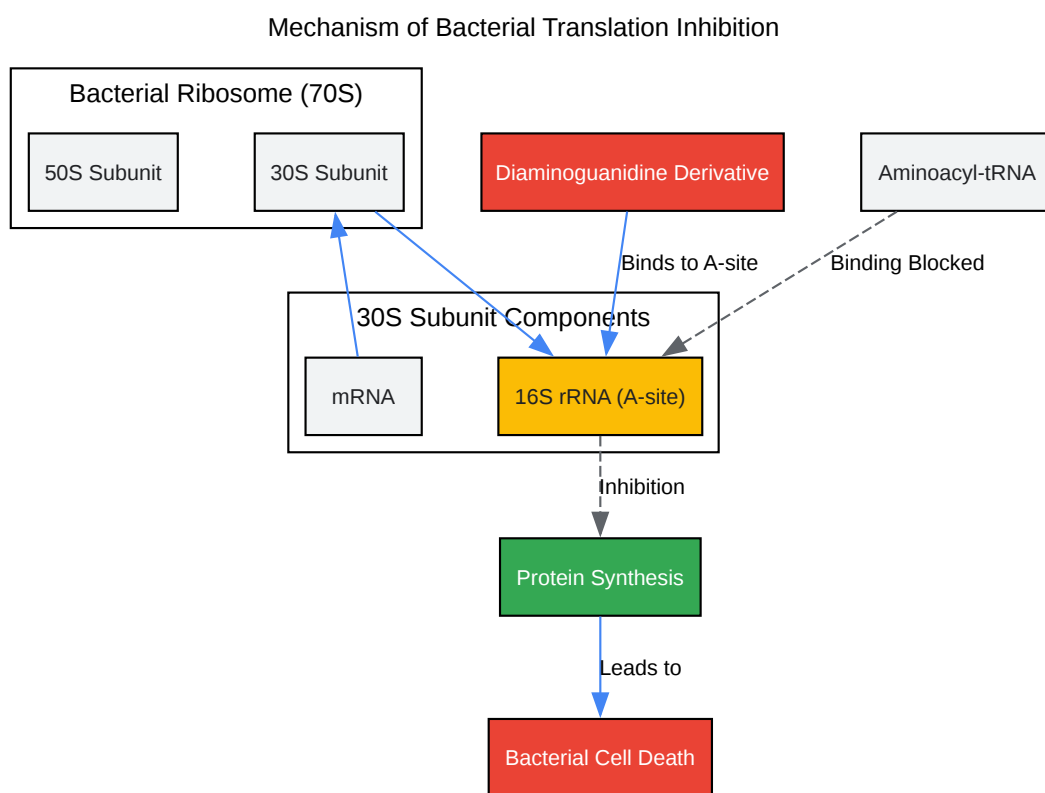 Mechanism of Bacterial Translation Inhibition
Bacterial Ribosome (70S)
50S Subunit
30S Subunit
Diaminoguanidine Derivative
Aminoacyl-tRNA
Binds to A-site
Binding Blocked
30S Subunit Components
mRNA
16S rRNA (A-site)
Inhibition
Protein Synthesis
Leads to
Bacterial Cell Death